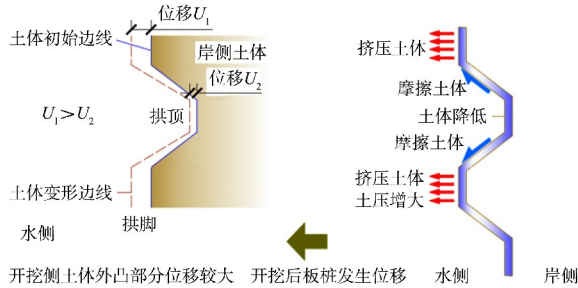 位移U₁
土体初始边线
岸侧土体
位移U₂
U₁>U₂
拱顶
土体变形边线
拱脚
水侧
开挖侧土体外凸部分位移较大
挤压土体
摩擦土体
土体降低
摩擦土体
挤压土体
土压增大
开挖后板桩发生位移
水侧
岸侧